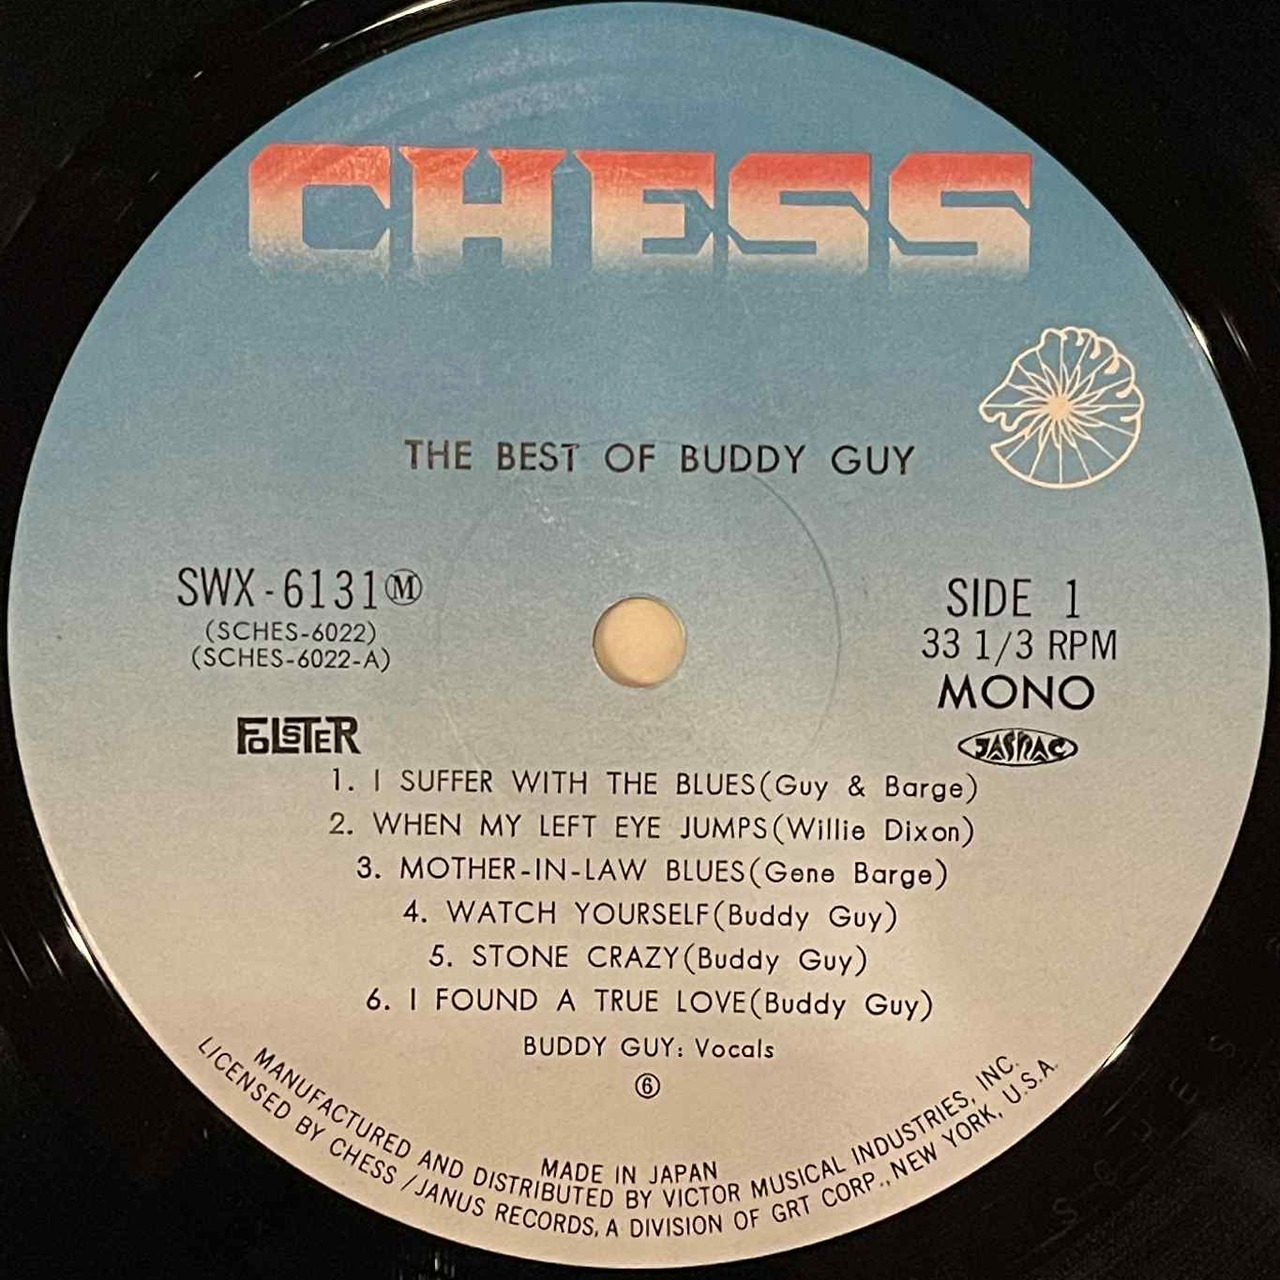 CHESS
THE BEST OF BUDDY GUY
SWX-6131Ⓜ
(SCHES-6022)
(SCHES-6022-A)
FOLSTER
SIDE 1
33 1/3 RPM
MONO
JASRAC
1. I SUFFER WITH THE BLUES(Guy & Barge)
2. WHEN MY LEFT EYE JUMPS(Willie Dixon)
3. MOTHER-IN-LAW BLUES(Gene Barge)
4. WATCH YOURSELF(Buddy Guy)
5. STONE CRAZY(Buddy Guy)
6. I FOUND A TRUE LOVE(Buddy Guy)
BUDDY GUY: Vocals
⑥
MADE IN JAPAN
MANUFACTURED AND DISTRIBUTED BY VICTOR MUSICAL INDUSTRIES, INC.
LICENSED BY CHESS/JANUS RECORDS, A DIVISION OF GRT CORP., NEW YORK, U.S.A.